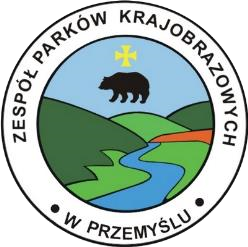 ZESPÓŁ PARKÓW KRAJOBRAZOWYCH
• W PRZEMYŚLU •